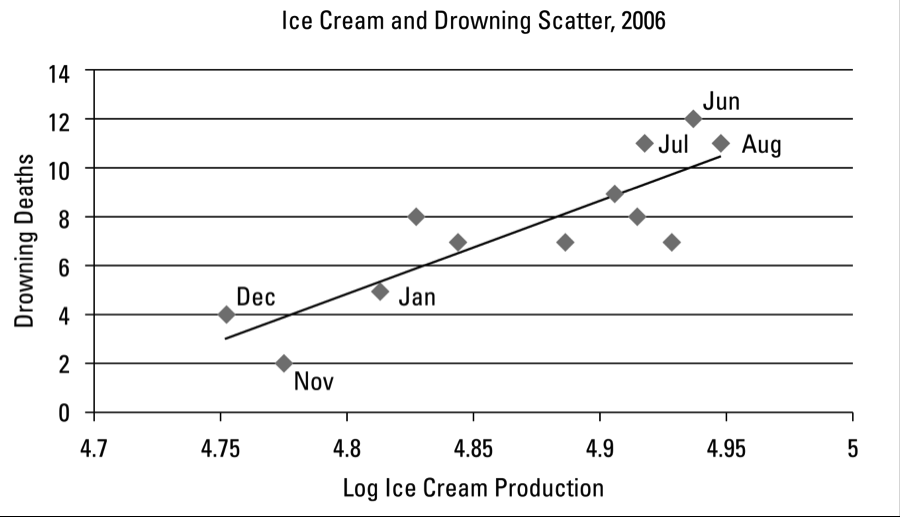 Ice Cream and Drowning Scatter, 2006
Drowning Deaths
14
12
10
8
6
4
2
0
Jun
Jul
Aug
Dec
Jan
Nov
4.7 4.75 4.8 4.85 4.9 4.95 5
Log Ice Cream Production